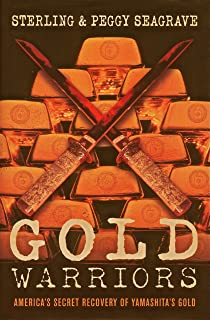 STERLING & PEGGY SEAGRAVE
GOLD
WARRIORS
AMERICA'S SECRET RECOVERY OF YAMASHITA'S GOLD